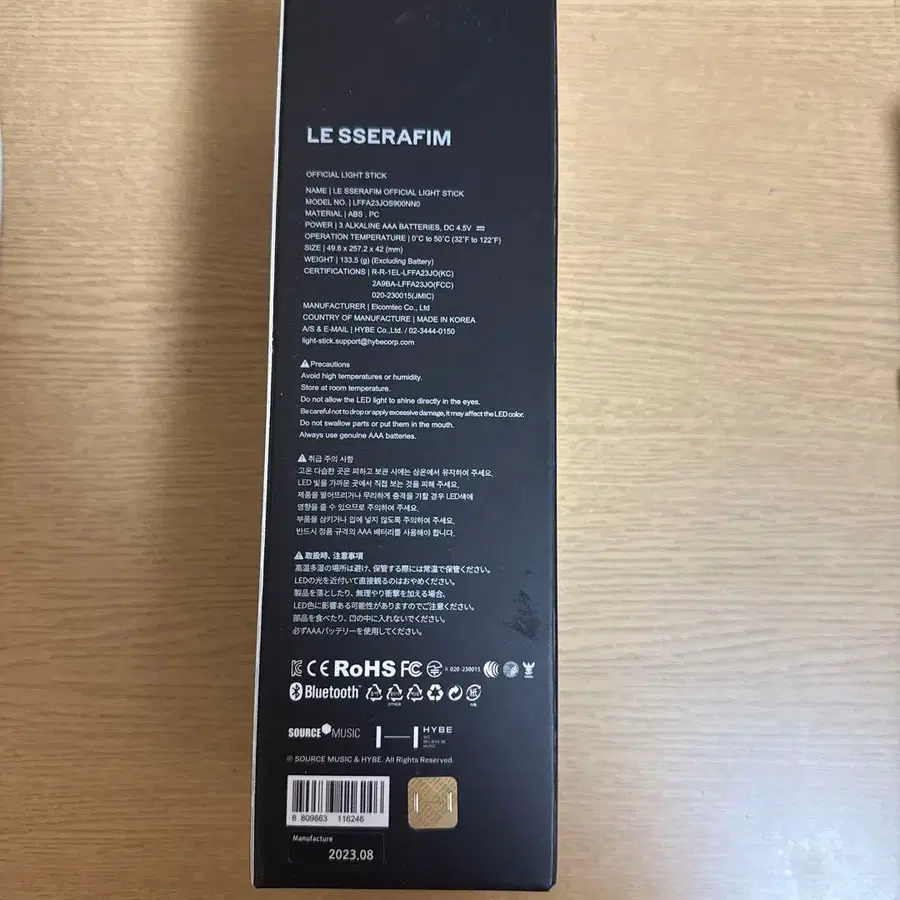 LE SSERAFIM
OFFICIAL LIGHT STICK
NAME | LE SSERAFIM OFFICIAL LIGHT STICK
MODEL NO. | LFFA23JOS900NN0
MATERIAL | ABS , PC
POWER | 3 ALKALINE AAA BATTERIES, DC 4.5V
OPERATION TEMPERATURE | 0°C to 50°C (32°F to 122°F)
SIZE | 49.6 x 257.2 x 42 (mm)
WEIGHT | 133.5 (g) (Excluding Battery)
CERTIFICATIONS | R-R-1EL-LFFA23JO(KC)
2A9BA-LFFA23JO(FCC)
020-230015(JMIC)
MANUFACTURER | Elcomtec Co., Ltd
COUNTRY OF MANUFACTURE | MADE IN KOREA
A/S & E-MAIL | HYBE Co.,Ltd. / 02-3444-0150
light-stick.support@hybecorp.com
⚠ Precautions
Avoid high temperatures or humidity.
Store at room temperature.
Do not allow the LED light to shine directly in the eyes.
Be careful not to drop or apply excessive damage, it may affect the LED color.
Do not swallow parts or put them in the mouth.
Always use genuine AAA batteries.
⚠ 취급 주의 사항
고온 다습한 곳은 피하고 보관 시에는 상온에서 유지하여 주세요.
LED 빛을 가까운 곳에서 직접 보는 것을 피해 주세요.
제품을 떨어뜨리거나 무리하게 충격을 가할 경우 LED색에
영향을 줄 수 있으므로 주의하여 주세요.
부품을 삼키거나 입에 넣지 않도록 주의하여 주세요.
반드시 정품 규격의 AAA 배터리를 사용해야 합니다.
⚠ 取扱時、注意事項
高温多湿の場所は避け、保管する際には常温で保管ください。
LEDの光を近付いて直接観るのはおやめください。
製品を落としたり、無理やり衝撃を加える場合、
LED色に影響ある可能性がありますのでご注意ください。
部品を食べたり、口の中に入れないでください。
必ずAAAバッテリーを使用してください。
CE RoHS FC R 020-230015
Bluetooth
OTHER
SOURCE MUSIC HYBE
WE
BELIEVE IN
MUSIC
© SOURCE MUSIC & HYBE. All Rights Reserved.
8 809863 116246
Manufacture
2023.08